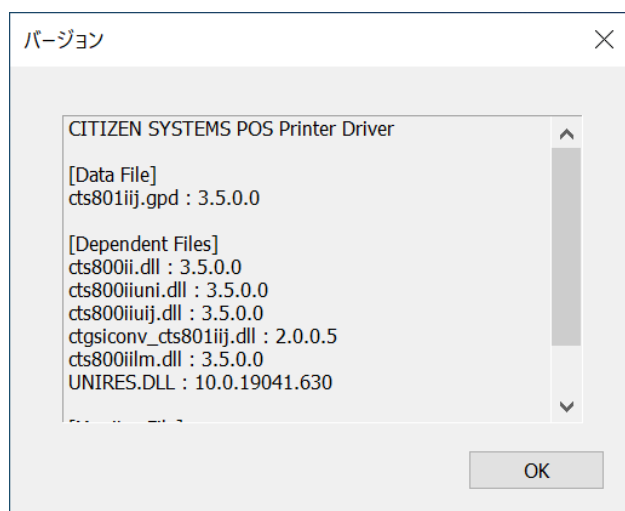 バージョン
CITIZEN SYSTEMS POS Printer Driver
[Data File]
cts801iij.gpd : 3.5.0.0
[Dependent Files]
cts800ii.dll : 3.5.0.0
cts800iiuni.dll : 3.5.0.0
cts800iiuij.dll : 3.5.0.0
ctgsiconv_cts801iij.dll : 2.0.0.5
cts800iilm.dll : 3.5.0.0
UNIRES.DLL : 10.0.19041.630
OK